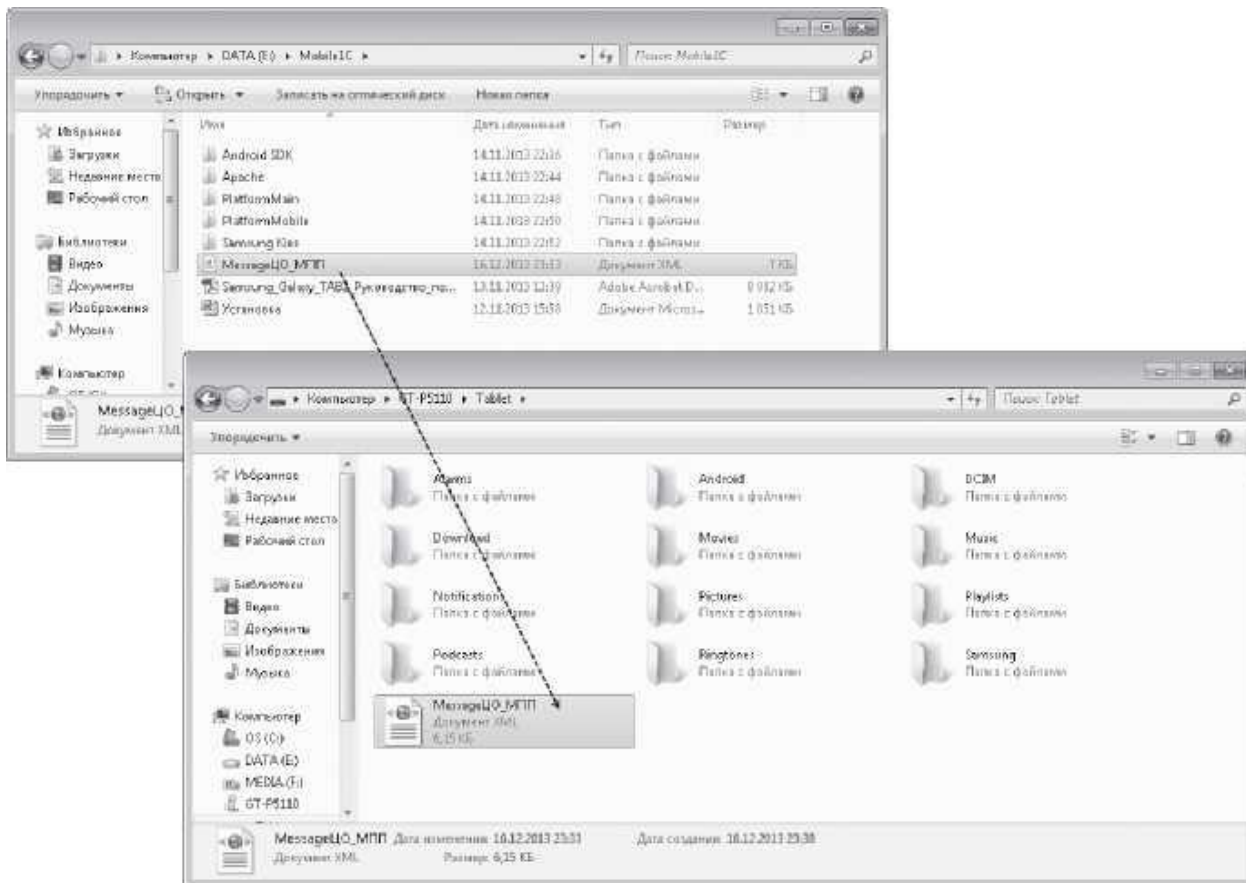 Компьютер ▸ DATA (E:) ▸ Mobile1C ▸
Поиск: Mobile1C
Упорядочить ▾ Открыть ▾ Записать на оптический диск Новая папка
Имя Дата изменения Тип Размер
Избранное
Загрузки
Недавние места
Рабочий стол
Библиотеки
Видео
Документы
Изображения
Музыка
Компьютер
Android SDK 14.11.2013 22:36 Папка с файлами
Apache 14.11.2013 22:44 Папка с файлами
PlatformMain 14.11.2013 22:48 Папка с файлами
PlatformMobile 14.11.2013 22:50 Папка с файлами
Samsung Kies 14.11.2013 22:52 Папка с файлами
MessageЦО_МПП 16.12.2013 23:33 Документ XML 7 КБ
Samsung_Galaxy_TAB2_Руководство_по... Adobe Acrobat D...
Установка Документ Micros...
MessageЦО_
Документ XML
Компьютер ▸ GT-P5110 ▸ Tablet ▸
Поиск: Tablet
Упорядочить ▾
Избранное
Загрузки
Недавние места
Рабочий стол
Библиотеки
Видео
Документы
Изображения
Музыка
Компьютер
OS (C:)
DATA (E:)
MEDIA (F:)
GT-P5110
Alarms
Папка с файлами
Android
Папка с файлами
DCIM
Папка с файлами
Download
Папка с файлами
Movies
Папка с файлами
Music
Папка с файлами
Notifications
Папка с файлами
Pictures
Папка с файлами
Playlists
Папка с файлами
Podcasts
Папка с файлами
Ringtones
Папка с файлами
Samsung
Папка с файлами
MessageЦО_МПП
Документ XML
6,15 КБ
MessageЦО_МПП Дата изменения: 16.12.2013 23:33 Дата создания: 16.12.2013 23:38
Документ XML Размер: 6,15 КБ